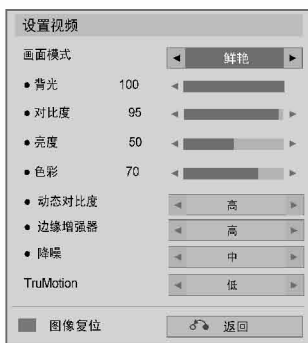 设置视频
画面模式 ◄ 鲜艳 ►
• 背光 100
• 对比度 95
• 亮度 50
• 色彩 70
• 动态对比度 ◄ 高 ►
• 边缘增强器 ◄ 高 ►
• 降噪 ◄ 中 ►
TruMotion ◄ 低 ►
图像复位 返回